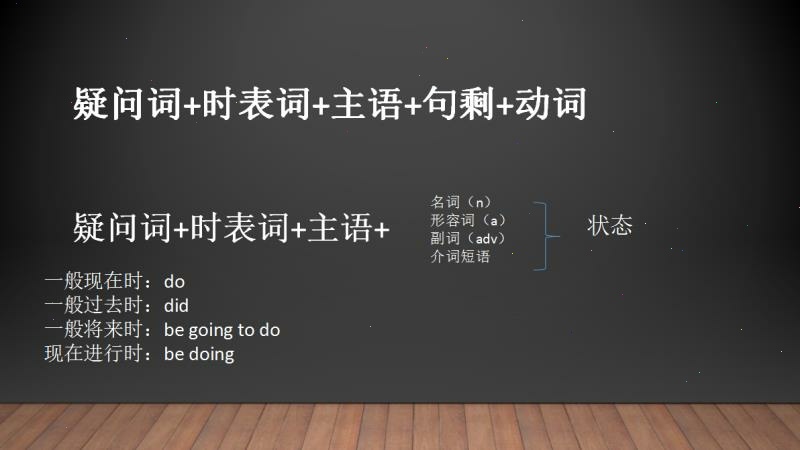 疑问词+时表词+主语+句剩+动词
疑问词+时表词+主语+
名词（n）
形容词（a）
副词（adv）
介词短语
状态
一般现在时：do
一般过去时：did
一般将来时：be going to do
现在进行时：be doing